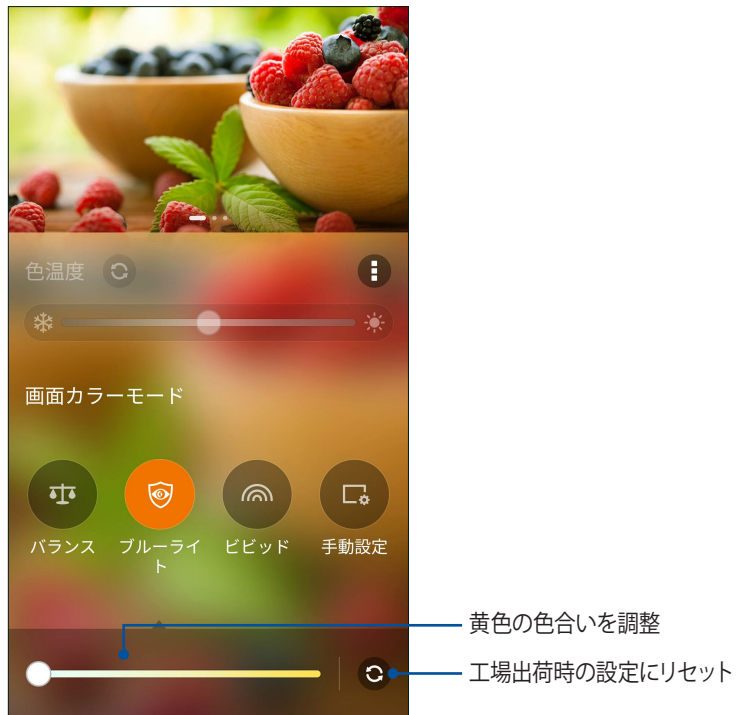 色温度
画面カラーモード
バランス
ブルーライ
ト
ビビッド
手動設定
黄色の色合いを調整
工場出荷時の設定にリセット